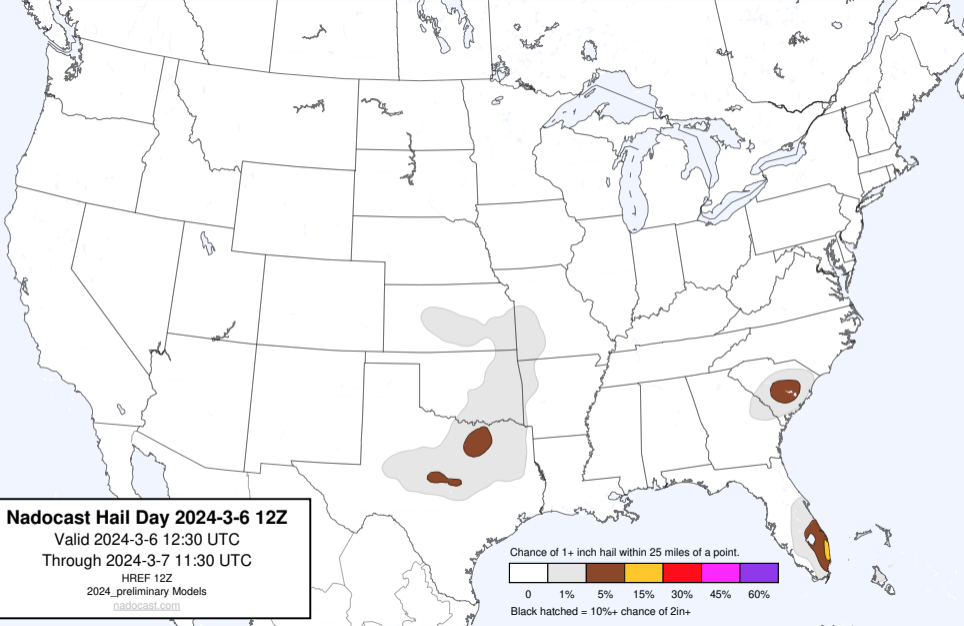 Nadocast Hail Day 2024-3-6 12Z
Valid 2024-3-6 12:30 UTC
Through 2024-3-7 11:30 UTC
HREF 12Z
2024_preliminary Models
nadocast.com
Chance of 1+ inch hail within 25 miles of a point.
0 1% 5% 15% 30% 45% 60%
Black hatched = 10%+ chance of 2in+